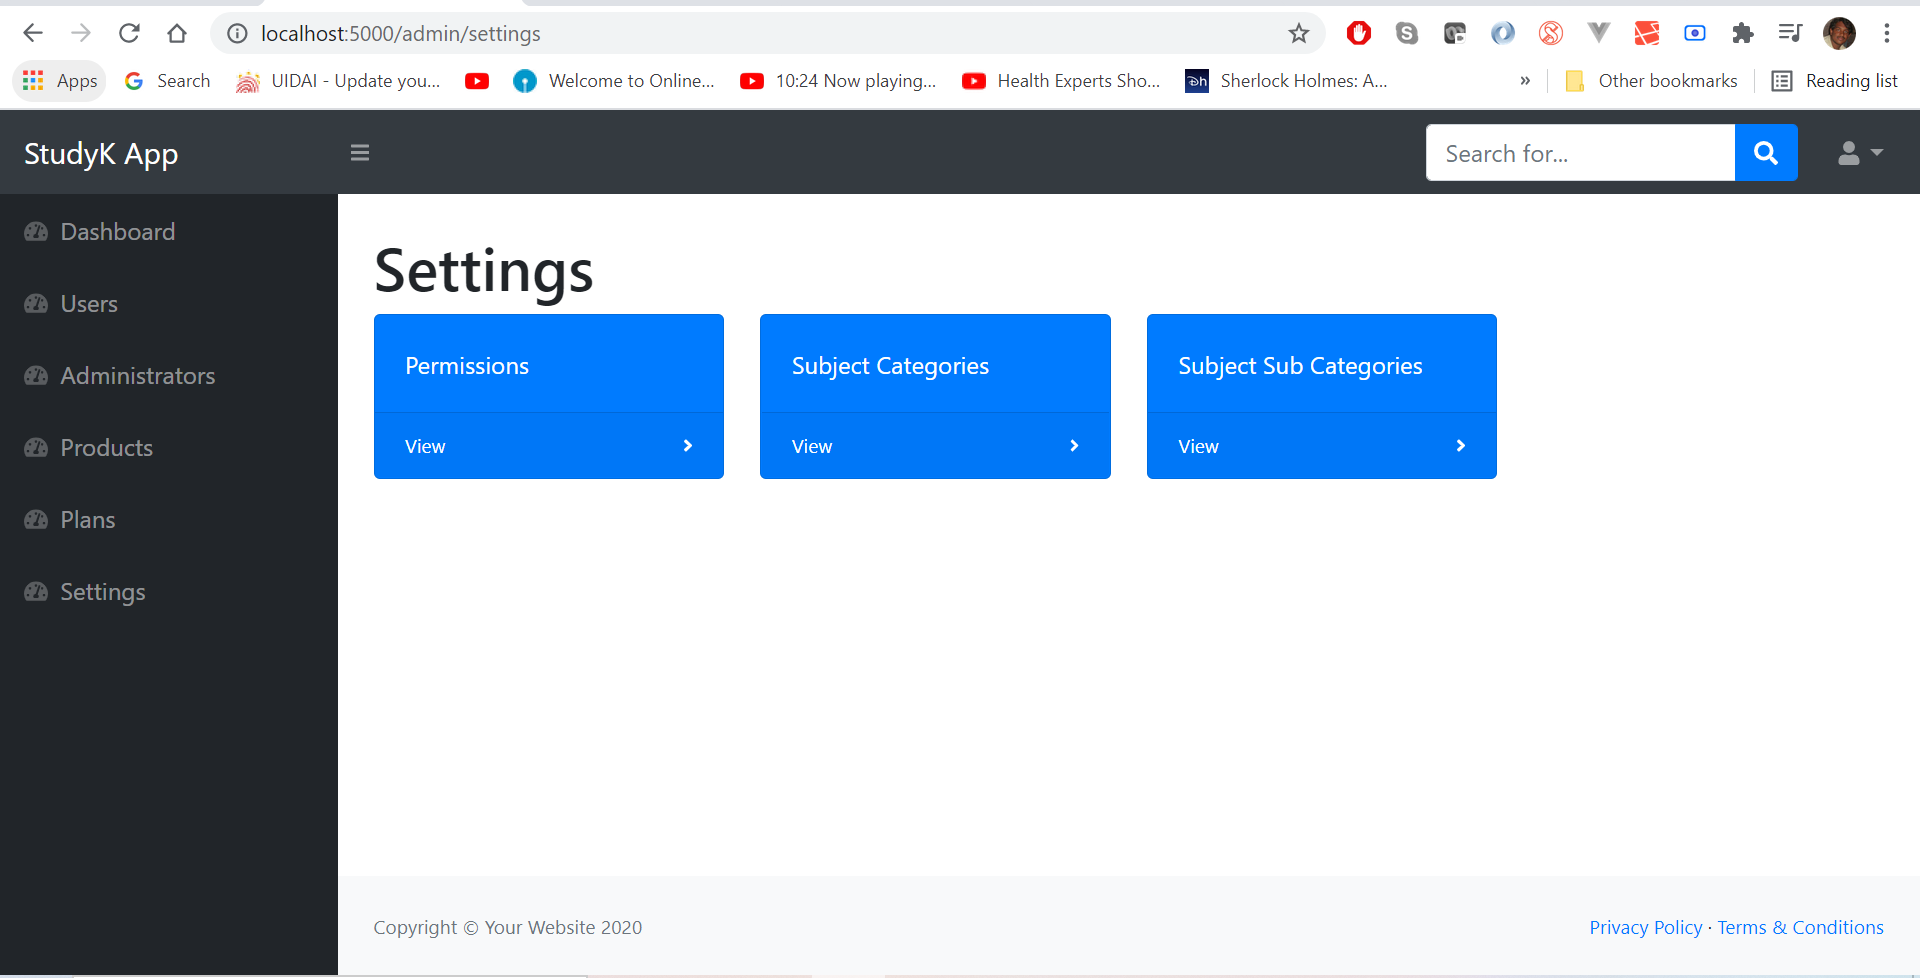 localhost:5000/admin/settings
Apps
Search
UIDAI - Update you...
Welcome to Online...
10:24 Now playing...
Health Experts Sho...
Sherlock Holmes: A...
»
Other bookmarks
Reading list
StudyK App
Search for...
Dashboard
Users
Administrators
Products
Plans
Settings
Settings
Permissions
View
Subject Categories
View
Subject Sub Categories
View
Copyright © Your Website 2020
Privacy Policy · Terms & Conditions